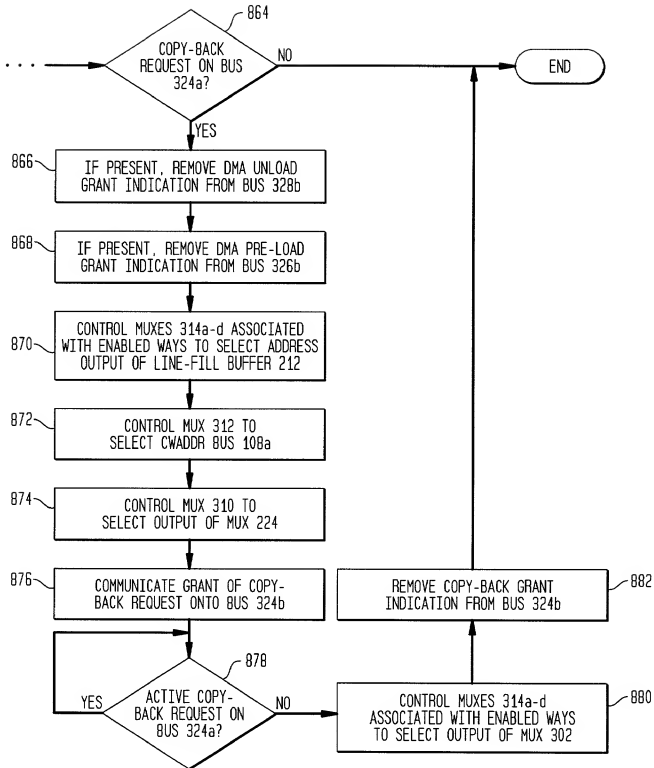 864
COPY-BACK
REQUEST ON BUS
324a?
NO
END
YES
866
IF PRESENT, REMOVE DMA UNLOAD
GRANT INDICATION FROM BUS 328b
868
IF PRESENT, REMOVE DMA PRE-LOAD
GRANT INDICATION FROM BUS 326b
870
CONTROL MUXES 314a-d ASSOCIATED
WITH ENABLED WAYS TO SELECT ADDRESS
OUTPUT OF LINE-FILL BUFFER 212
872
CONTROL MUX 312 TO
SELECT CWADDR BUS 108a
874
CONTROL MUX 310 TO
SELECT OUTPUT OF MUX 224
876
COMMUNICATE GRANT OF COPY-
BACK REQUEST ONTO BUS 324b
878
ACTIVE COPY-
BACK REQUEST ON
BUS 324a?
YES
NO
880
CONTROL MUXES 314a-d
ASSOCIATED WITH ENABLED WAYS
TO SELECT OUTPUT OF MUX 302
882
REMOVE COPY-BACK GRANT
INDICATION FROM BUS 324b